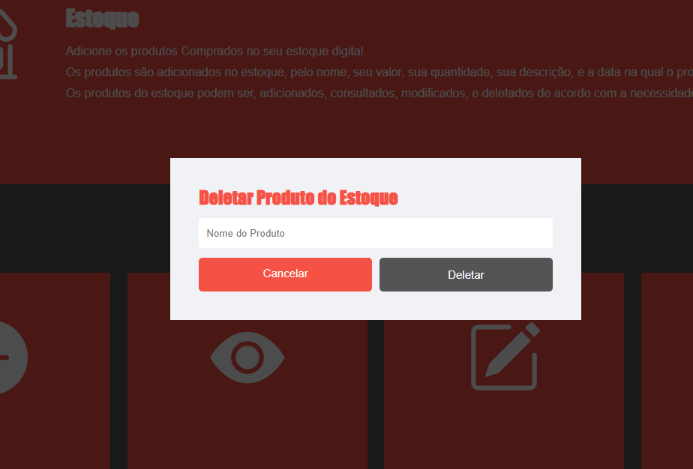 Estoque
Adicione os produtos Comprados no seu estoque digital.
Os produtos são adicionados no estoque, pelo nome, seu valor, sua quantidade, sua descrição, e a data na qual o pro
Os produtos do estoque podem ser, adicionados, consultados, modificados, e deletados de acordo com a necessidade
Deletar Produto do Estoque
Nome do Produto
Cancelar Deletar